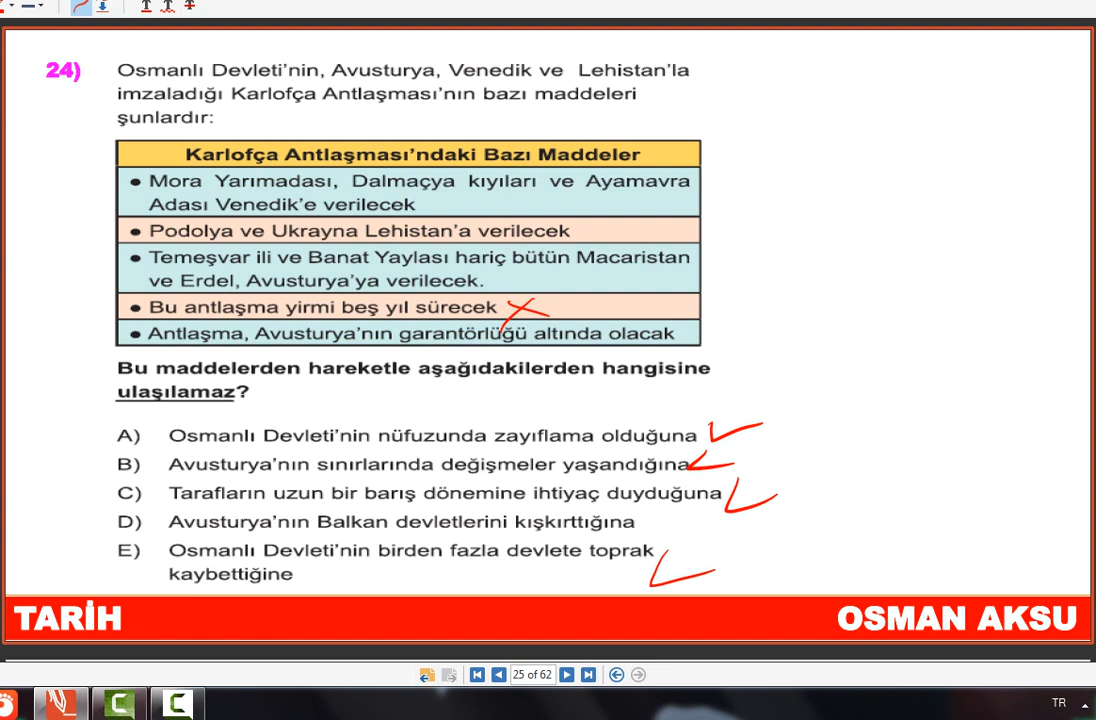 24)
Osmanlı Devleti'nin, Avusturya, Venedik ve Lehistan'la
imzaladığı Karlofça Antlaşması'nın bazı maddeleri
şunlardır:
Karlofça Antlaşması'ndaki Bazı Maddeler
● Mora Yarımadası, Dalmaçya kıyıları ve Ayamavra
Adası Venedik'e verilecek
● Podolya ve Ukrayna Lehistan'a verilecek
● Temeşvar ili ve Banat Yaylası hariç bütün Macaristan
ve Erdel, Avusturya'ya verilecek.
● Bu antlaşma yirmi beş yıl sürecek
● Antlaşma, Avusturya'nın garantörlüğü altında olacak
Bu maddelerden hareketle aşağıdakilerden hangisine
ulaşılamaz?
A) Osmanlı Devleti'nin nüfuzunda zayıflama olduğuna
B) Avusturya'nın sınırlarında değişmeler yaşandığına
C) Tarafların uzun bir barış dönemine ihtiyaç duyduğuna
D) Avusturya'nın Balkan devletlerini kışkırttığına
E) Osmanlı Devleti'nin birden fazla devlete toprak
kaybettiğine
TARİH
OSMAN AKSU
25 of 62
TR